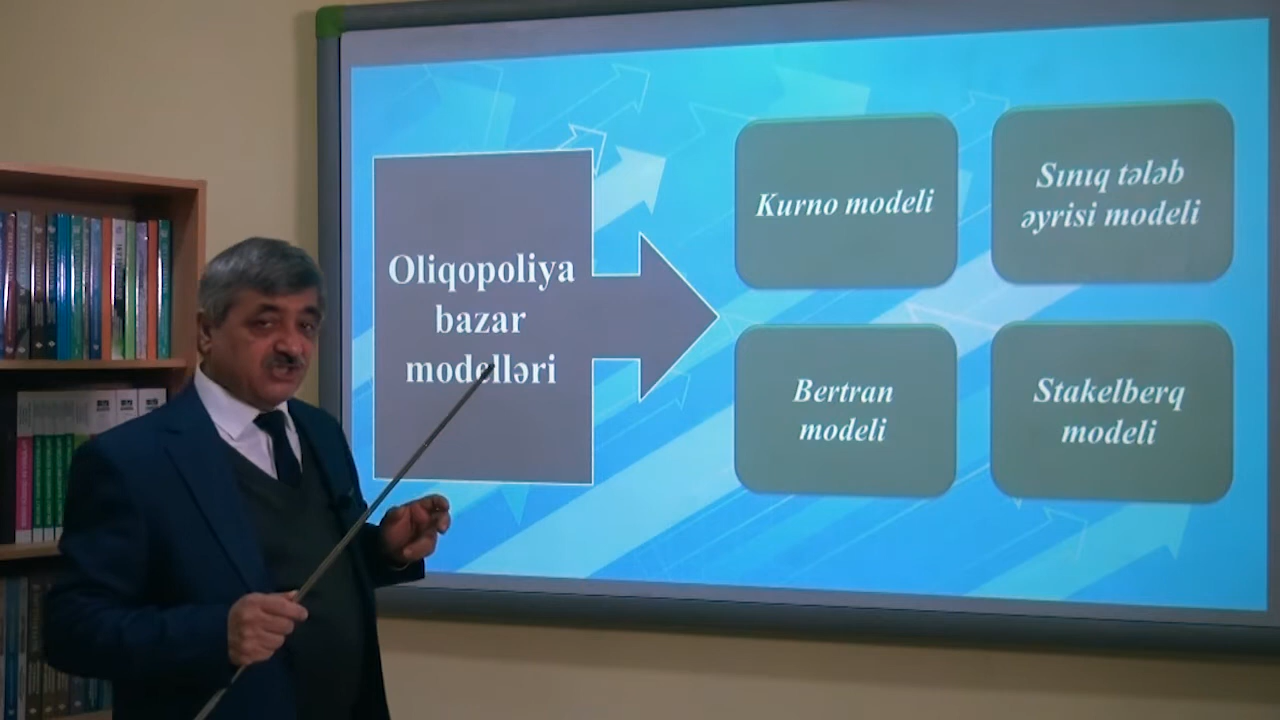 Oliqopoliya
bazar
modelləri
Kurno modeli
Sınıq tələb
əyrisi modeli
Bertran
modeli
Stakelberq
modeli